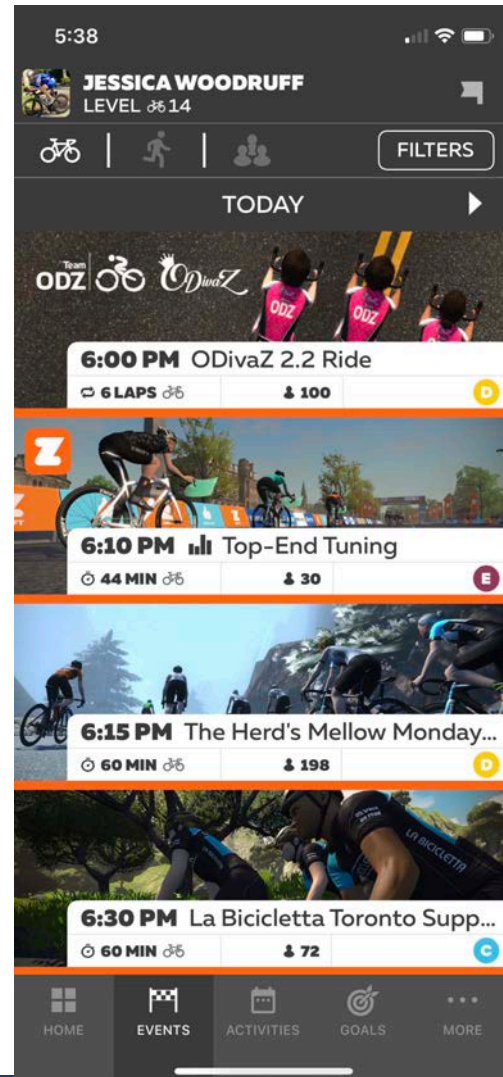 5:38
JESSICA WOODRUFF
LEVEL 14
FILTERS
TODAY
Team
ODZ ODivaZ
ODZ ODZ
6:00 PM ODivaZ 2.2 Ride
6 LAPS 100 D
Z
6:10 PM Top-End Tuning
44 MIN 30 E
6:15 PM The Herd's Mellow Monday...
60 MIN 198 D
LA BICICLETTA
6:30 PM La Bicicletta Toronto Supp...
60 MIN 72 C
HOME EVENTS ACTIVITIES GOALS MORE